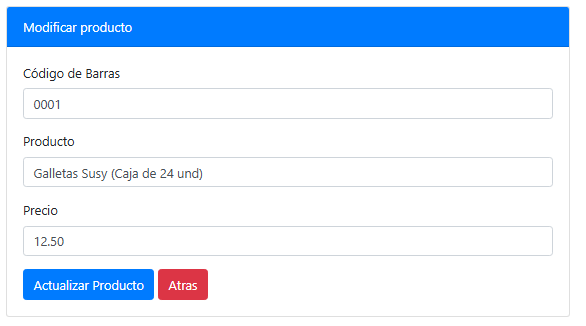 Modificar producto
Código de Barras
0001
Producto
Galletas Susy (Caja de 24 und)
Precio
12.50
Actualizar Producto Atras